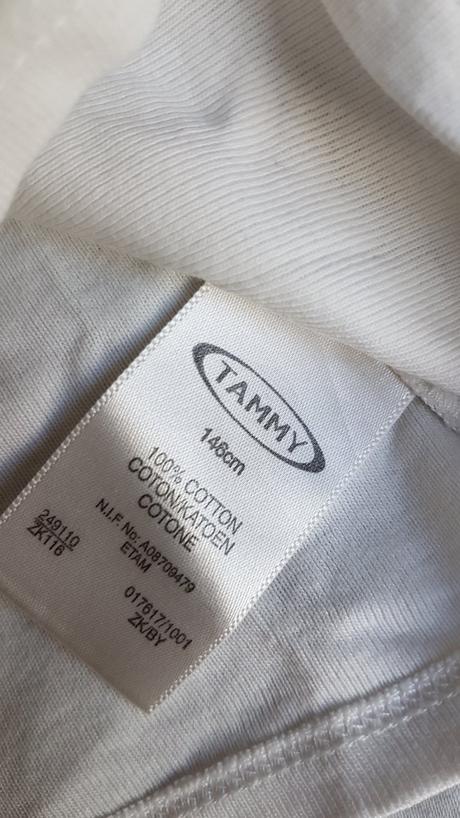 TAMMY
146cm
100% COTTON
COTON/KATOEN
COTONE
N.I.F. No: A08709479
ETAM
249110
ZK116
017617/1001
ZK/BY